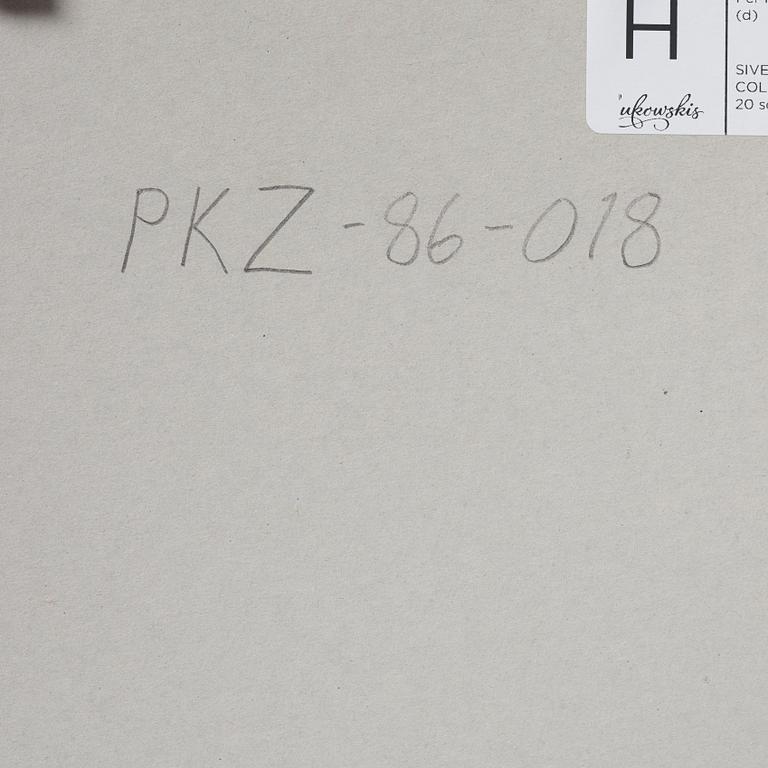 H
(d)
SIVE
COL
20 s
ukowskis
PKZ-86-018